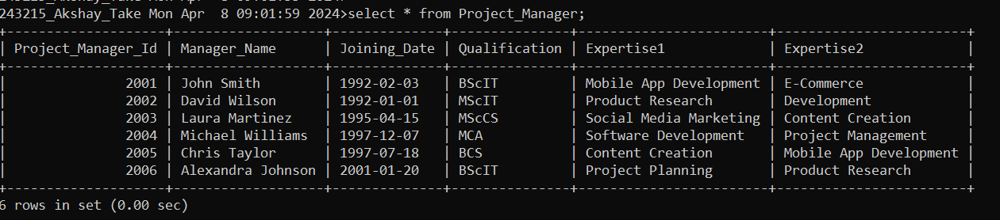 243215_Akshay_Take Mon Apr  8 09:01:59 2024>select * from Project_Manager;
+--------------------+-------------------+--------------+---------------+------------------------+------------------------+
| Project_Manager_Id | Manager_Name      | Joining_Date | Qualification | Expertise1             | Expertise2             |
+--------------------+-------------------+--------------+---------------+------------------------+------------------------+
|               2001 | John Smith        | 1992-02-03   | BScIT         | Mobile App Development | E-Commerce             |
|               2002 | David Wilson      | 1992-01-01   | MScIT         | Product Research       | Development            |
|               2003 | Laura Martinez    | 1995-04-15   | MScCS         | Social Media Marketing | Content Creation       |
|               2004 | Michael Williams  | 1997-12-07   | MCA           | Software Development   | Project Management     |
|               2005 | Chris Taylor      | 1997-07-18   | BCS           | Content Creation       | Mobile App Development |
|               2006 | Alexandra Johnson | 2001-01-20   | BScIT         | Project Planning       | Product Research       |
+--------------------+-------------------+--------------+---------------+------------------------+------------------------+
6 rows in set (0.00 sec)